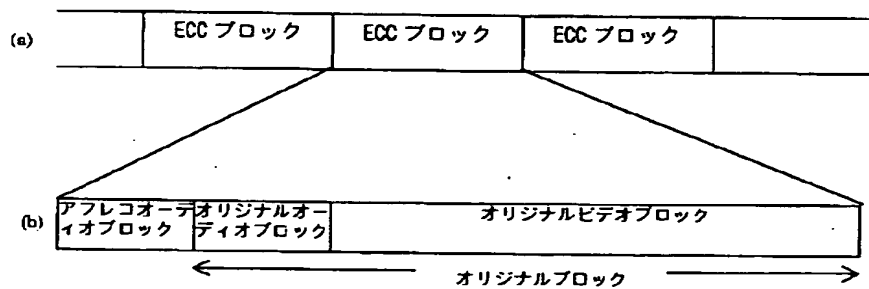 (a)
ECC ブロック
ECC ブロック
ECC ブロック
(b)
アフレコオーデ
ィオブロック
オリジナルオー
ディオブロック
オリジナルビデオブロック
オリジナルブロック